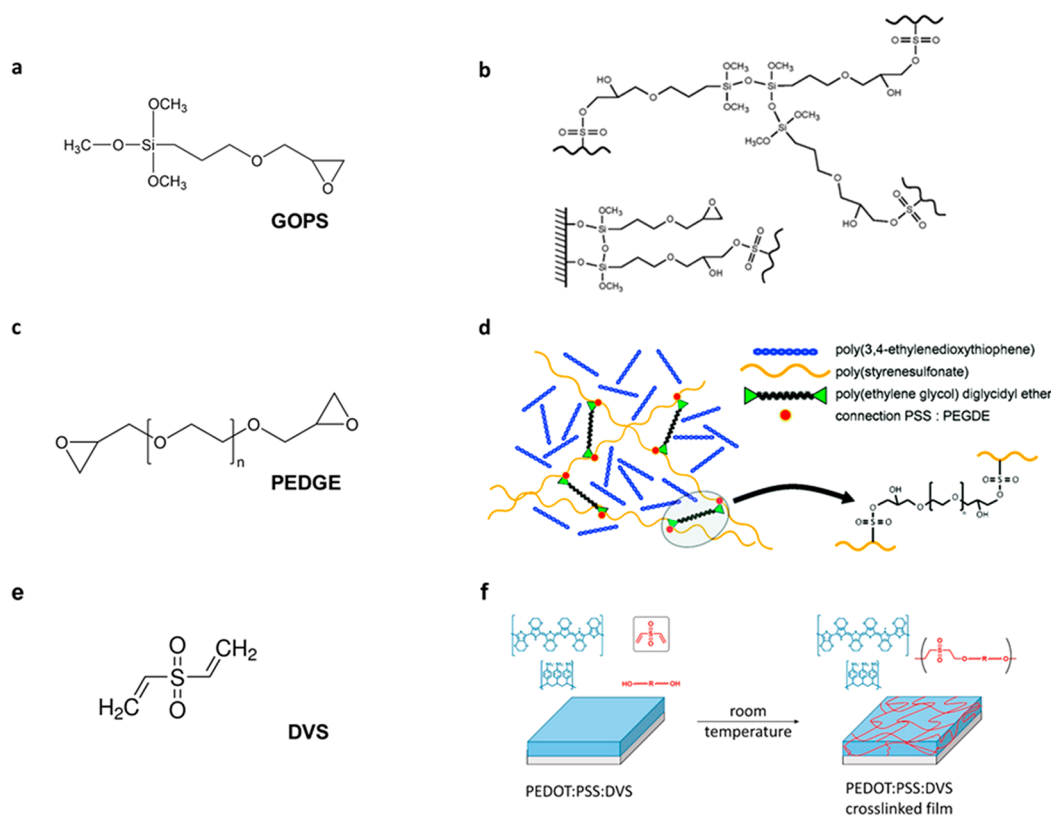 a
OCH3
H3C
O
Si
OCH3
O
O
GOPS
b
O
S
O
O
HO
OCH3
OCH3
O
O
Si
O
Si
O
OH
OCH3
O
O
S
O
OCH3
Si
H3CO
O
O
O
S
HO
O
OCH3
O
O
Si
O
O
O
S
O
Si
O
OH
O
OCH3
c
O
O
O
O
n
PEDGE
d
poly(3,4-ethylenedioxythiophene)
poly(styrenesulfonate)
poly(ethylene glycol) diglycidyl ether
connection PSS : PEGDE
O
S
O
OH
O
O
O
O
n
OH
O
S
O
e
O
CH2
S
H2C
O
DVS
f
O
S
O
HO
R
OH
room
temperature
PEDOT:PSS:DVS
O
S
O
O
R
O
PEDOT:PSS:DVS
crosslinked film